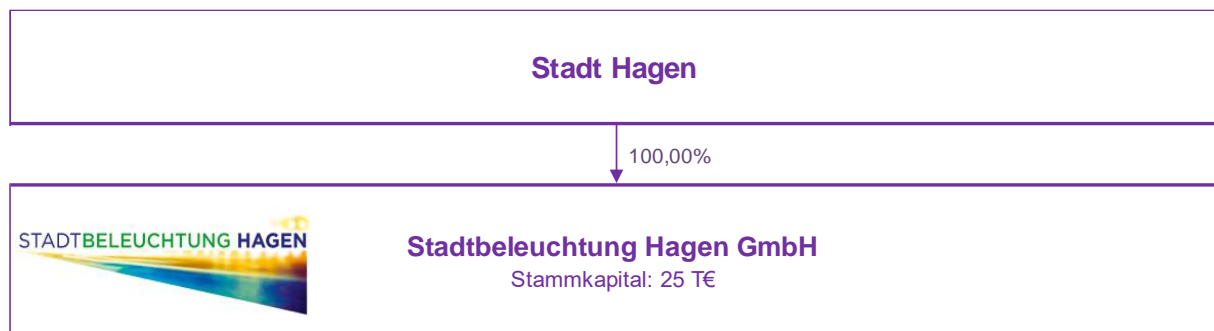 Stadt Hagen
100,00%
STADTBELEUCHTUNG HAGEN
Stadtbeleuchtung Hagen GmbH
Stammkapital: 25 T€